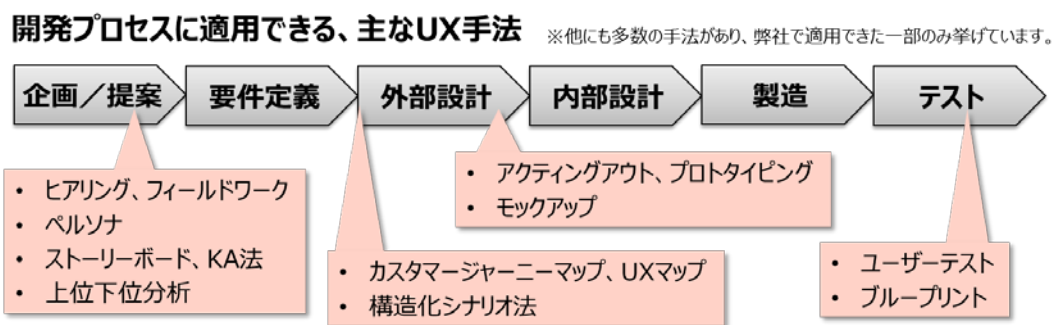 開発プロセスに適用できる、主なUX手法
※他にも多数の手法があり、弊社で適用できた一部のみ挙げています。
企画／提案
要件定義
外部設計
内部設計
製造
テスト
• ヒアリング、フィールドワーク
• ペルソナ
• ストーリーボード、KA法
• 上位下位分析
• カスタマージャーニーマップ、UXマップ
• 構造化シナリオ法
• アクティングアウト、プロトタイピング
• モックアップ
• ユーザーテスト
• ブループリント